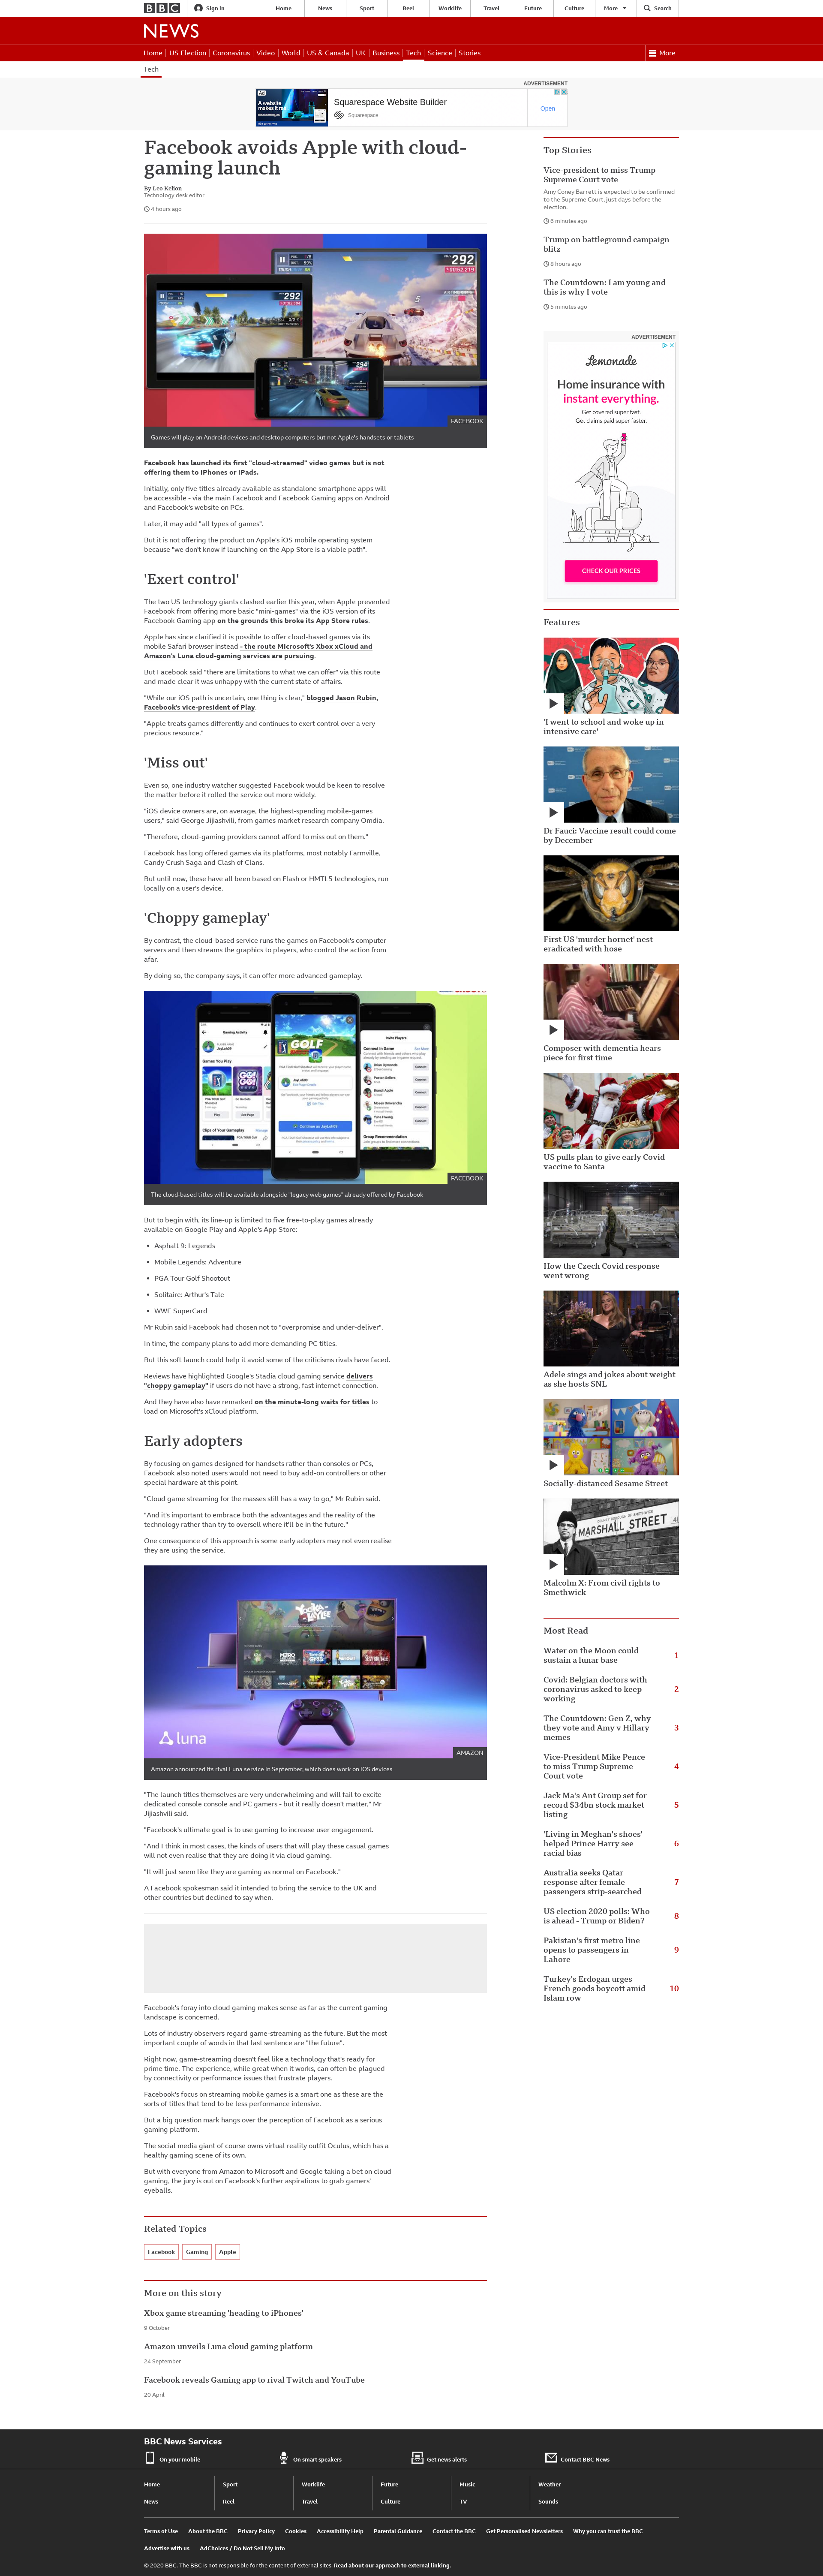 BBC
Sign in
Home
News
Sport
Reel
Worklife
Travel
Future
Culture
More
Search
NEWS
Home
US Election
Coronavirus
Video
World
US & Canada
UK
Business
Tech
Science
Stories
More
Tech
ADVERTISEMENT
Ad
A website makes it real
Squarespace Website Builder
Squarespace
Open
Facebook avoids Apple with cloud-
gaming launch
By Leo Kelion
Technology desk editor
4 hours ago
FACEBOOK
Games will play on Android devices and desktop computers but not Apple's handsets or tablets
Facebook has launched its first "cloud-streamed" video games but is not
offering them to iPhones or iPads.
Initially, only five titles already available as standalone smartphone apps will
be accessible - via the main Facebook and Facebook Gaming apps on Android
and Facebook's website on PCs.
Later, it may add "all types of games".
But it is not offering the product on Apple's iOS mobile operating system
because "we don't know if launching on the App Store is a viable path".
'Exert control'
The two US technology giants clashed earlier this year, when Apple prevented
Facebook from offering more basic "mini-games" via the iOS version of its
Facebook Gaming app on the grounds this broke its App Store rules.
Apple has since clarified it is possible to offer cloud-based games via its
mobile Safari browser instead - the route Microsoft's Xbox xCloud and
Amazon's Luna cloud-gaming services are pursuing.
But Facebook said "there are limitations to what we can offer" via this route
and made clear it was unhappy with the current state of affairs.
"While our iOS path is uncertain, one thing is clear," blogged Jason Rubin,
Facebook's vice-president of Play.
"Apple treats games differently and continues to exert control over a very
precious resource."
'Miss out'
Even so, one industry watcher suggested Facebook would be keen to resolve
the matter before it rolled the service out more widely.
"iOS device owners are, on average, the highest-spending mobile-games
users," said George Jijiashvili, from games market research company Omdia.
"Therefore, cloud-gaming providers cannot afford to miss out on them."
Facebook has long offered games via its platforms, most notably Farmville,
Candy Crush Saga and Clash of Clans.
But until now, these have all been based on Flash or HMTL5 technologies, run
locally on a user's device.
'Choppy gameplay'
By contrast, the cloud-based service runs the games on Facebook's computer
servers and then streams the graphics to players, who control the action from
afar.
By doing so, the company says, it can offer more advanced gameplay.
FACEBOOK
The cloud-based titles will be available alongside "legacy web games" already offered by Facebook
But to begin with, its line-up is limited to five free-to-play games already
available on Google Play and Apple's App Store:
• Asphalt 9: Legends
• Mobile Legends: Adventure
• PGA Tour Golf Shootout
• Solitaire: Arthur's Tale
• WWE SuperCard
Mr Rubin said Facebook had chosen not to "overpromise and under-deliver".
In time, the company plans to add more demanding PC titles.
But this soft launch could help it avoid some of the criticisms rivals have faced.
Reviews have highlighted Google's Stadia cloud gaming service delivers
"choppy gameplay" if users do not have a strong, fast internet connection.
And they have also have remarked on the minute-long waits for titles to
load on Microsoft's xCloud platform.
Early adopters
By focusing on games designed for handsets rather than consoles or PCs,
Facebook also noted users would not need to buy add-on controllers or other
special hardware at this point.
"Cloud game streaming for the masses still has a way to go," Mr Rubin said.
"And it's important to embrace both the advantages and the reality of the
technology rather than try to oversell where it'll be in the future."
One consequence of this approach is some early adopters may not even realise
they are using the service.
luna
AMAZON
Amazon announced its rival Luna service in September, which does work on iOS devices
"The launch titles themselves are very underwhelming and will fail to excite
dedicated console console and PC gamers - but it really doesn't matter," Mr
Jijiashvili said.
"Facebook's ultimate goal is to use gaming to increase user engagement.
"And I think in most cases, the kinds of users that will play these casual games
will not even realise that they are doing it via cloud gaming.
"It will just seem like they are gaming as normal on Facebook."
A Facebook spokesman said it intended to bring the service to the UK and
other countries but declined to say when.
Facebook's foray into cloud gaming makes sense as far as the current gaming
landscape is concerned.
Lots of industry observers regard game-streaming as the future. But the most
important couple of words in that last sentence are "the future".
Right now, game-streaming doesn't feel like a technology that's ready for
prime time. The experience, while great when it works, can often be plagued
by connectivity or performance issues that frustrate players.
Facebook's focus on streaming mobile games is a smart one as these are the
sorts of titles that tend to be less performance intensive.
But a big question mark hangs over the perception of Facebook as a serious
gaming platform.
The social media giant of course owns virtual reality outfit Oculus, which has a
healthy gaming scene of its own.
But with everyone from Amazon to Microsoft and Google taking a bet on cloud
gaming, the jury is out on Facebook's further aspirations to grab gamers'
eyeballs.
Related Topics
Facebook
Gaming
Apple
More on this story
Xbox game streaming 'heading to iPhones'
9 October
Amazon unveils Luna cloud gaming platform
24 September
Facebook reveals Gaming app to rival Twitch and YouTube
20 April
Top Stories
Vice-president to miss Trump
Supreme Court vote
Amy Coney Barrett is expected to be confirmed
to the Supreme Court, just days before the
election.
6 minutes ago
Trump on battleground campaign
blitz
8 hours ago
The Countdown: I am young and
this is why I vote
5 minutes ago
ADVERTISEMENT
Lemonade
Home insurance with
instant everything.
Get covered super fast.
Get claims paid super faster.
CHECK OUR PRICES
Features
'I went to school and woke up in
intensive care'
Dr Fauci: Vaccine result could come
by December
First US 'murder hornet' nest
eradicated with hose
Composer with dementia hears
piece for first time
US pulls plan to give early Covid
vaccine to Santa
How the Czech Covid response
went wrong
Adele sings and jokes about weight
as she hosts SNL
Socially-distanced Sesame Street
MARSHALL STREET
Malcolm X: From civil rights to
Smethwick
Most Read
Water on the Moon could
sustain a lunar base
1
Covid: Belgian doctors with
coronavirus asked to keep
working
2
The Countdown: Gen Z, why
they vote and Amy v Hillary
memes
3
Vice-President Mike Pence
to miss Trump Supreme
Court vote
4
Jack Ma's Ant Group set for
record $34bn stock market
listing
5
'Living in Meghan's shoes'
helped Prince Harry see
racial bias
6
Australia seeks Qatar
response after female
passengers strip-searched
7
US election 2020 polls: Who
is ahead - Trump or Biden?
8
Pakistan's first metro line
opens to passengers in
Lahore
9
Turkey's Erdogan urges
French goods boycott amid
Islam row
10
BBC News Services
On your mobile
On smart speakers
Get news alerts
Contact BBC News
Home
Sport
Worklife
Future
Music
Weather
News
Reel
Travel
Culture
TV
Sounds
Terms of Use
About the BBC
Privacy Policy
Cookies
Accessibility Help
Parental Guidance
Contact the BBC
Get Personalised Newsletters
Why you can trust the BBC
Advertise with us
AdChoices / Do Not Sell My Info
© 2020 BBC. The BBC is not responsible for the content of external sites. Read about our approach to external linking.